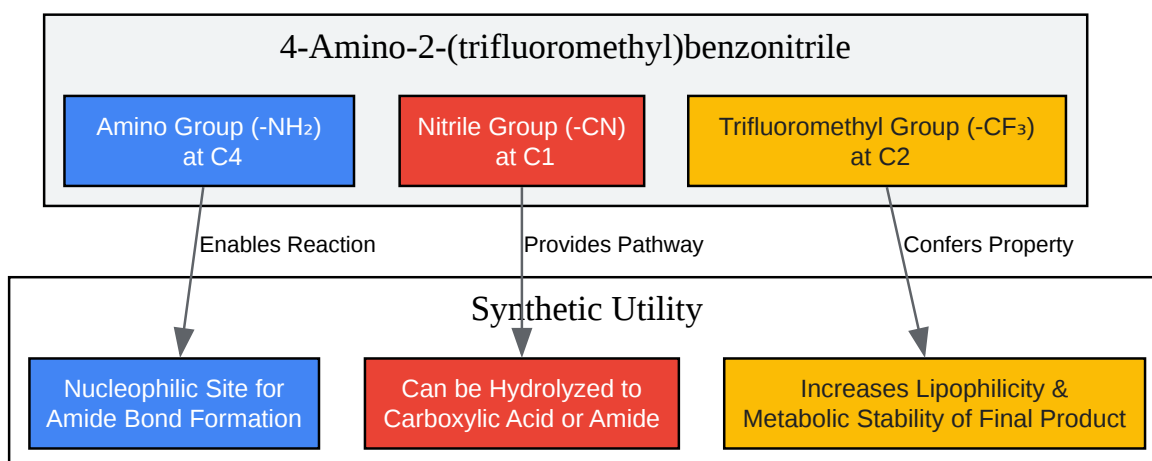 4-Amino-2-(trifluoromethyl)benzonitrile
Amino Group (-NH₂)
at C4
Nitrile Group (-CN)
at C1
Trifluoromethyl Group (-CF₃)
at C2
Enables Reaction
Provides Pathway
Confers Property
Synthetic Utility
Nucleophilic Site for
Amide Bond Formation
Can be Hydrolyzed to
Carboxylic Acid or Amide
Increases Lipophilicity &
Metabolic Stability of Final Product